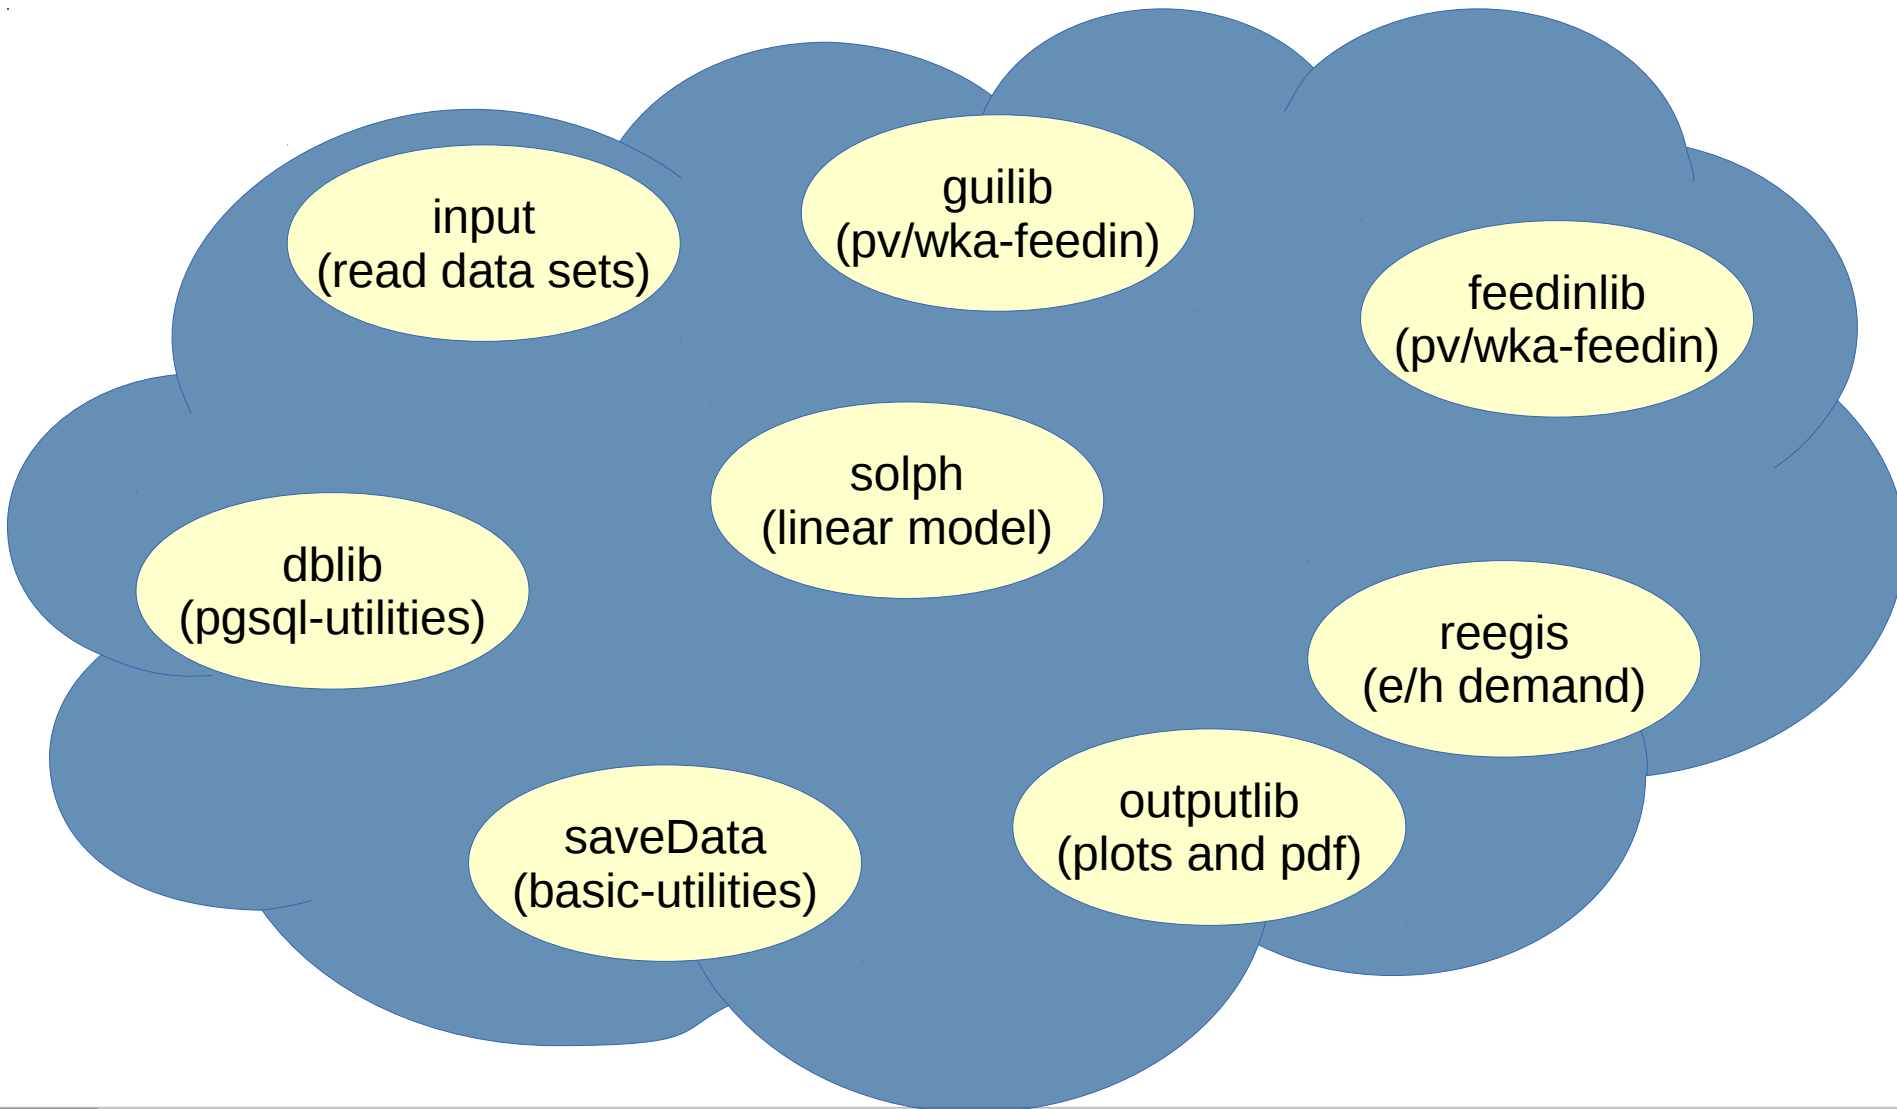 input
(read data sets)
guilib
(pv/wka-feedin)
feedinlib
(pv/wka-feedin)
solph
(linear model)
dblib
(pgsql-utilities)
reegis
(e/h demand)
saveData
(basic-utilities)
outputlib
(plots and pdf)